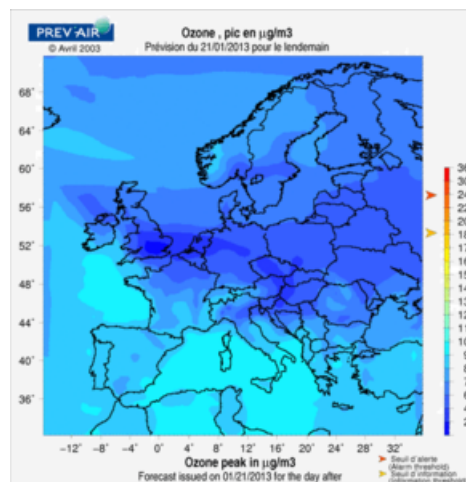 PREV'AIR
© Avril 2003
Ozone , pic en µg/m3
Prévision du 21/01/2013 pour le lendemain
68°
64°
60°
56°
52°
48°
44°
40°
36°
−12° −8° −4° 0° 4° 8° 12° 16° 20° 24° 28° 32°
Ozone peak in µg/m3
Forecast issued on 01/21/2013 for the day after
Seuil d'alerte
(Alarm threshold)
Seuil d'information
(information threshold